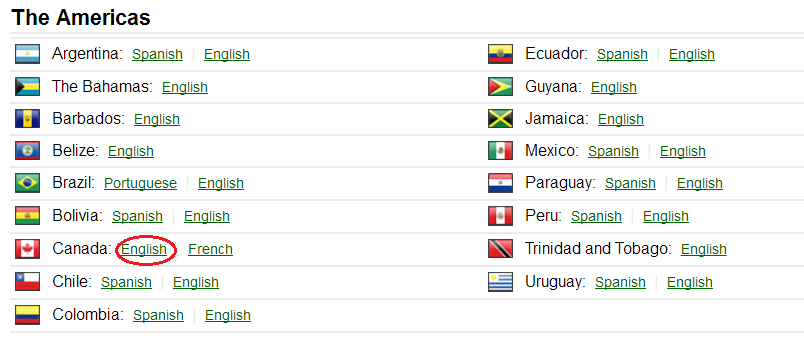 The Americas
Argentina: Spanish | English
The Bahamas: English
Barbados: English
Belize: English
Brazil: Portuguese | English
Bolivia: Spanish | English
Canada: English French
Chile: Spanish | English
Colombia: Spanish | English
Ecuador: Spanish | English
Guyana: English
Jamaica: English
Mexico: Spanish | English
Paraguay: Spanish | English
Peru: Spanish | English
Trinidad and Tobago: English
Uruguay: Spanish | English